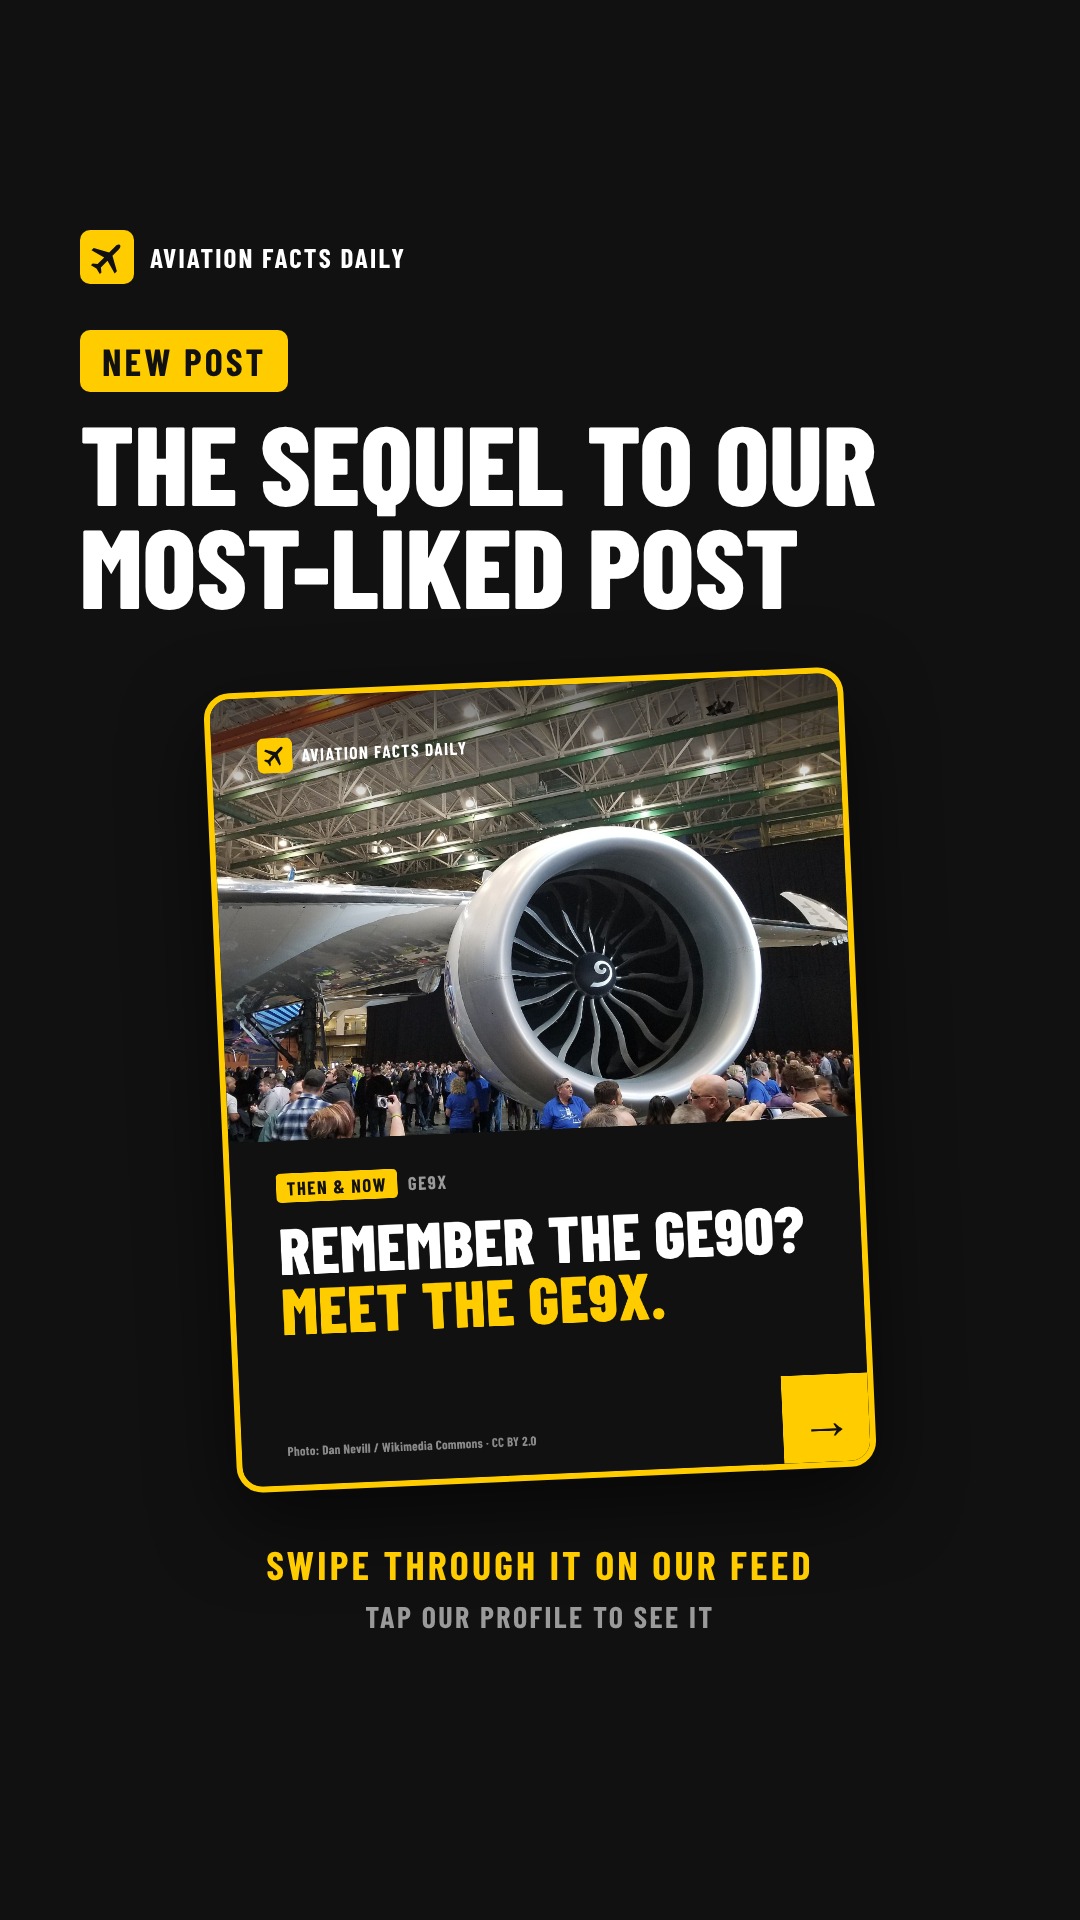 AVIATION FACTS DAILY
NEW POST
THE SEQUEL TO OUR
MOST-LIKED POST
AVIATION FACTS DAILY
THEN & NOW GE9X
REMEMBER THE GE90?
MEET THE GE9X.
Photo: Dan Nevill / Wikimedia Commons · CC BY 2.0
→
SWIPE THROUGH IT ON OUR FEED
TAP OUR PROFILE TO SEE IT